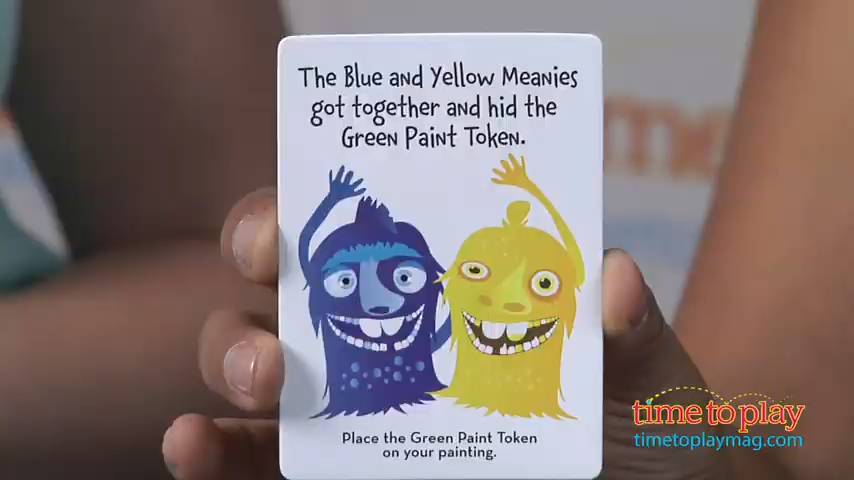 The Blue and Yellow Meanies
got together and hid the
Green Paint Token.
Place the Green Paint Token
on your painting.
time to play
timetoplaymag.com